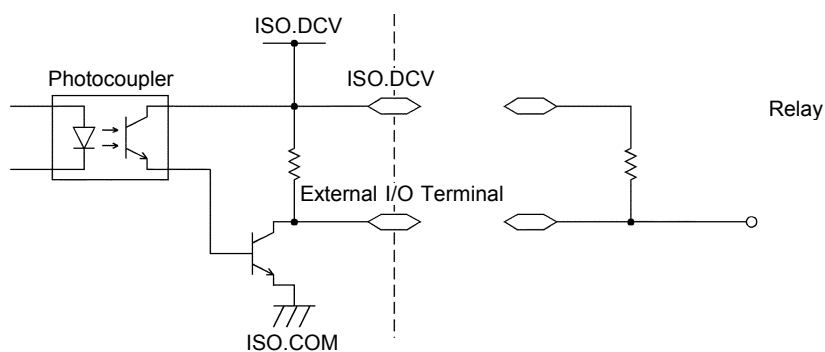 ISO.DCV
Photocoupler
ISO.DCV
Relay
External I/O Terminal
ISO.COM